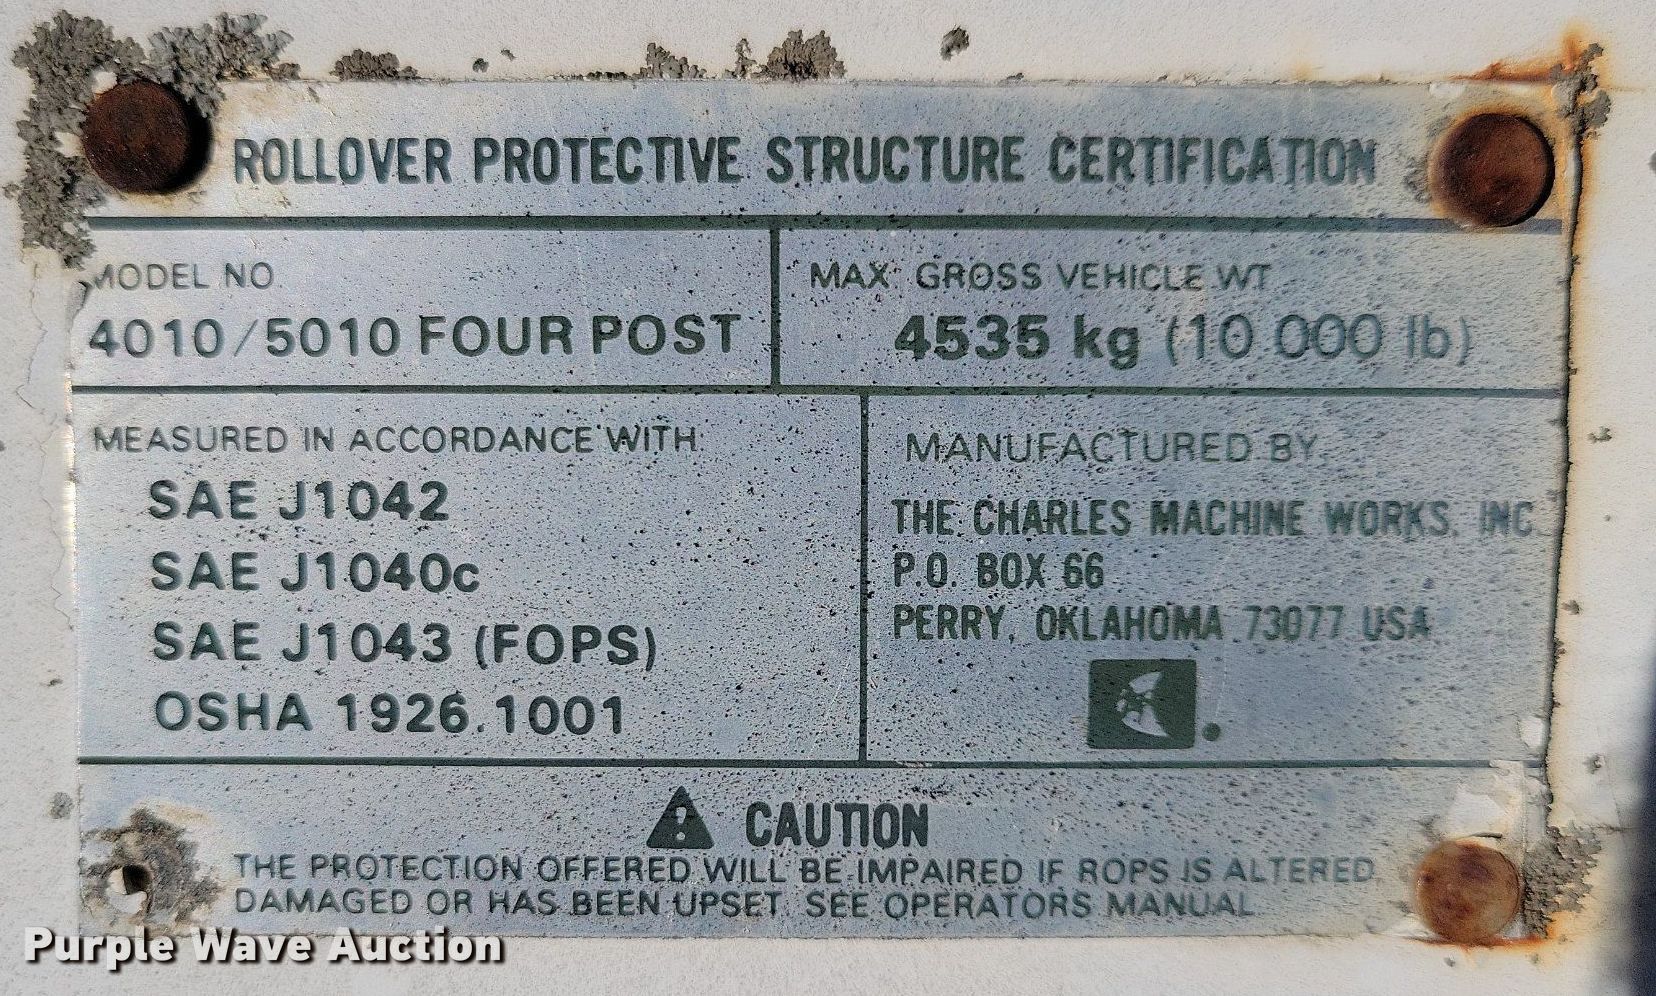 ROLLOVER PROTECTIVE STRUCTURE CERTIFICATION
MODEL NO
4010/5010 FOUR POST
MAX. GROSS VEHICLE WT
4535 kg (10 000 lb)
MEASURED IN ACCORDANCE WITH:
SAE J1042
SAE J1040c
SAE J1043 (FOPS)
OSHA 1926.1001
MANUFACTURED BY
THE CHARLES MACHINE WORKS, INC.
P.O. BOX 66
PERRY, OKLAHOMA 73077 USA
CAUTION
THE PROTECTION OFFERED WILL BE IMPAIRED IF ROPS IS ALTERED
DAMAGED OR HAS BEEN UPSET. SEE OPERATORS MANUAL
Purple Wave Auction